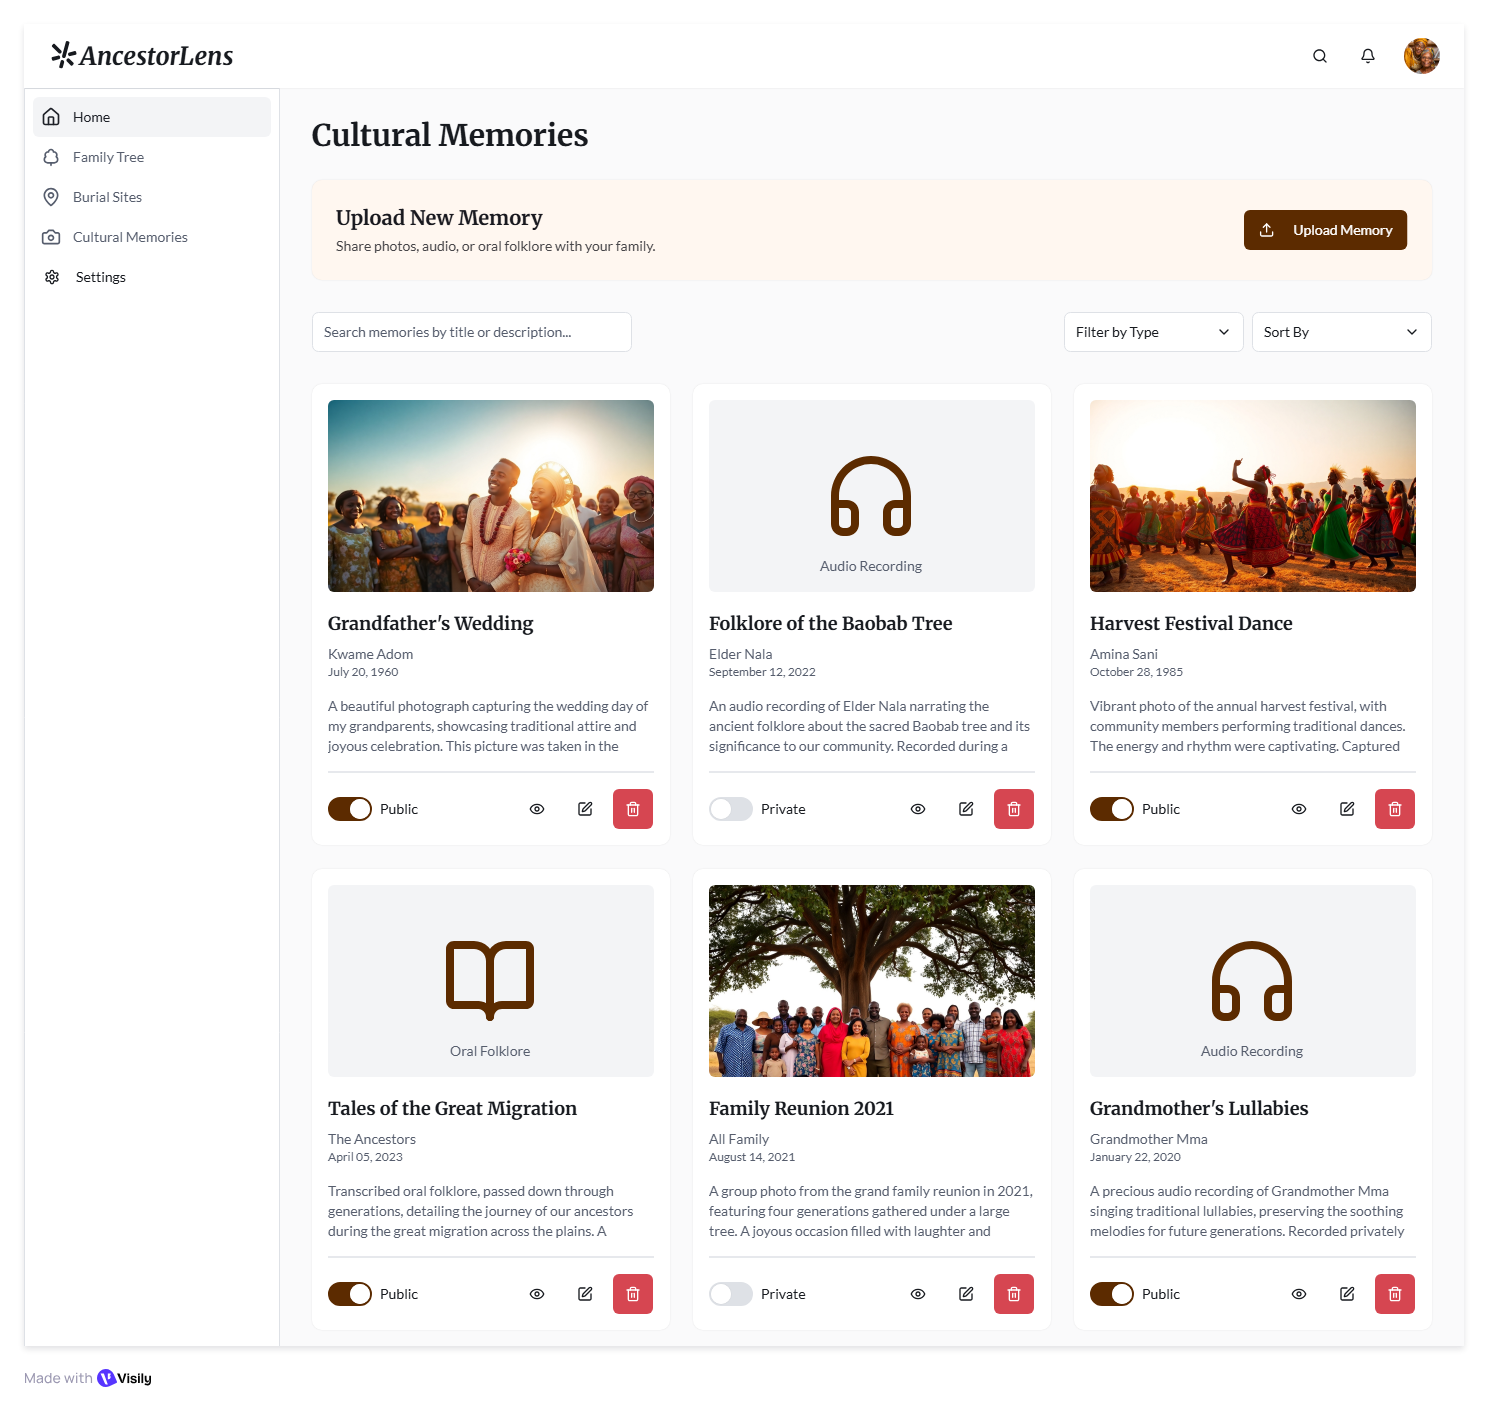 AncestorLens
Home
Family Tree
Burial Sites
Cultural Memories
Settings
Cultural Memories
Upload New Memory
Share photos, audio, or oral folklore with your family.
Upload Memory
Search memories by title or description...
Filter by Type
Sort By
Grandfather's Wedding
Kwame Adom
July 20, 1960
A beautiful photograph capturing the wedding day of
my grandparents, showcasing traditional attire and
joyous celebration. This picture was taken in the
Public
Audio Recording
Folklore of the Baobab Tree
Elder Nala
September 12, 2022
An audio recording of Elder Nala narrating the
ancient folklore about the sacred Baobab tree and its
significance to our community. Recorded during a
Private
Harvest Festival Dance
Amina Sani
October 28, 1985
Vibrant photo of the annual harvest festival, with
community members performing traditional dances.
The energy and rhythm were captivating. Captured
Public
Oral Folklore
Tales of the Great Migration
The Ancestors
April 05, 2023
Transcribed oral folklore, passed down through
generations, detailing the journey of our ancestors
during the great migration across the plains. A
Public
Family Reunion 2021
All Family
August 14, 2021
A group photo from the grand family reunion in 2021,
featuring four generations gathered under a large
tree. A joyous occasion filled with laughter and
Private
Audio Recording
Grandmother's Lullabies
Grandmother Mma
January 22, 2020
A precious audio recording of Grandmother Mma
singing traditional lullabies, preserving the soothing
melodies for future generations. Recorded privately
Public
Made with Visily